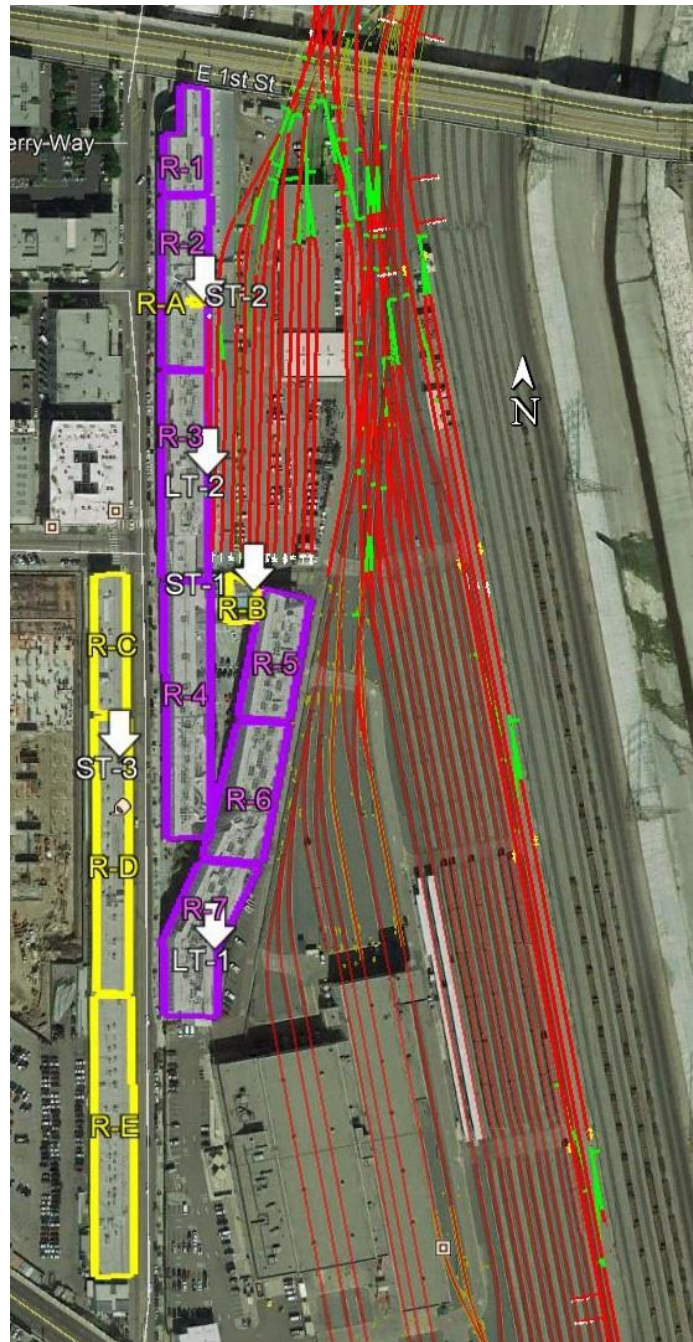 E 1st St
erry Way
R-1
R-2
R-A
ST-2
R-3
LT-2
ST-1
R-B
R-C
R-5
R-4
ST-3
R-6
R-D
R-7
LT-1
R-E
N